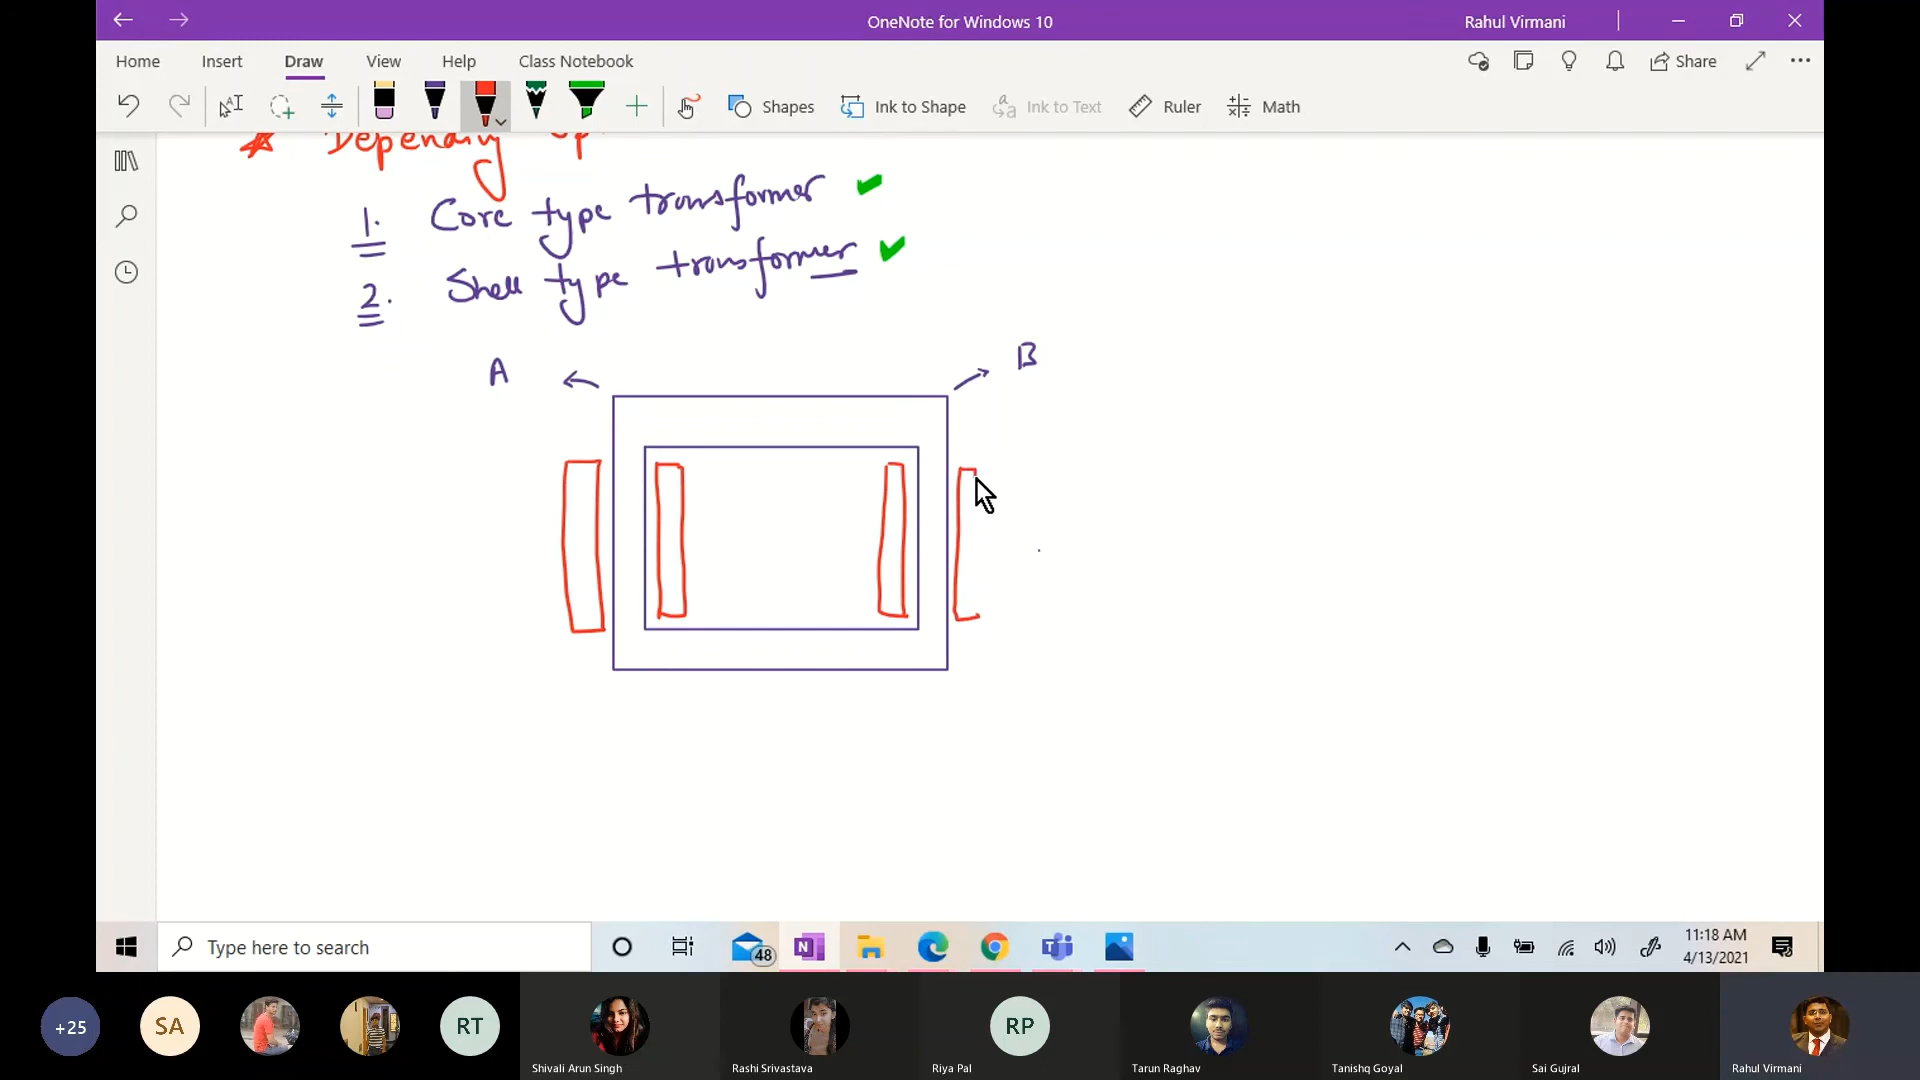 OneNote for Windows 10
Rahul Virmani
Home Insert Draw View Help Class Notebook
Share
Shapes Ink to Shape Ink to Text Ruler Math
Depending
1. Core type transformer ✔
2. Shell type transformer ✔
A
B
Type here to search
48
11:18 AM
4/13/2021
+25
SA
RT
RP
Shivali Arun Singh
Rashi Srivastava
Riya Pal
Tarun Raghav
Tanishq Goyal
Sai Gujral
Rahul Virmani